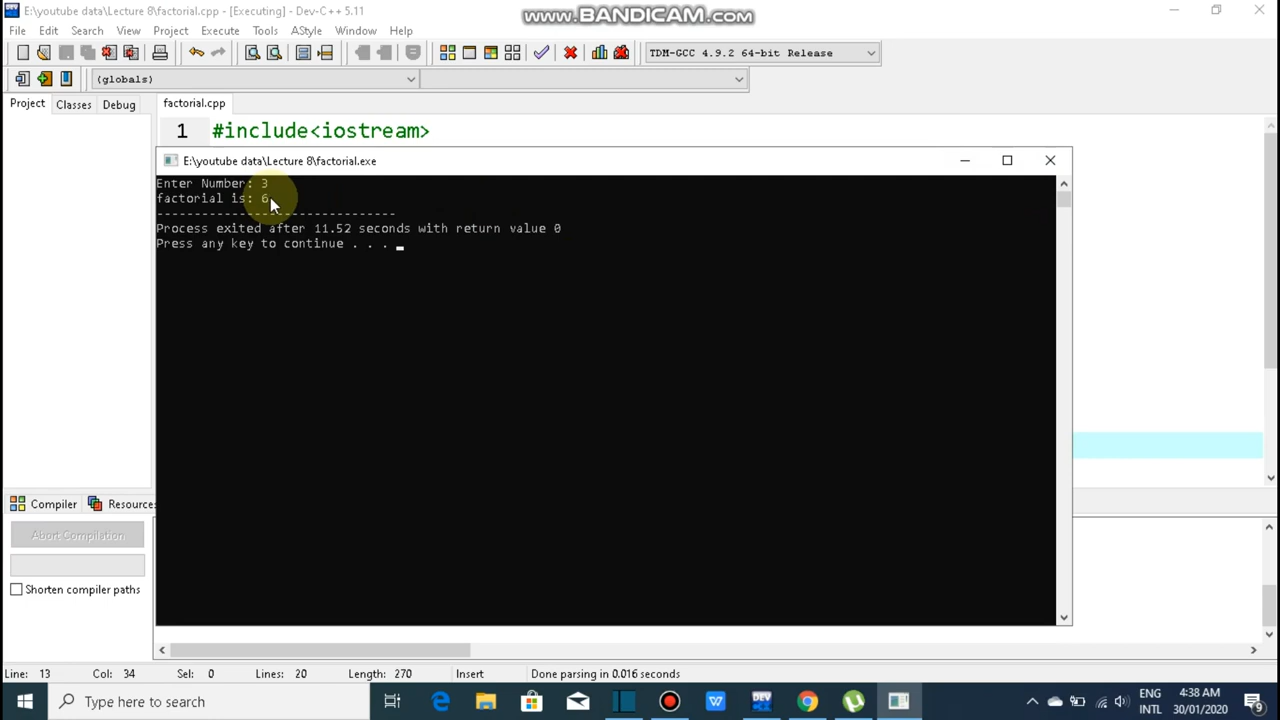 E:\youtube data\Lecture 8\factorial.cpp - [Executing] - Dev-C++ 5.11
www.BANDICAM.com
File Edit Search View Project Execute Tools AStyle Window Help
TDM-GCC 4.9.2 64-bit Release
(globals)
Project Classes Debug factorial.cpp
1 #include<iostream>
E:\youtube data\Lecture 8\factorial.exe
Enter Number: 3
factorial is: 6
--------------------------------
Process exited after 11.52 seconds with return value 0
Press any key to continue . . .
Compiler Resources
Abort Compilation
Shorten compiler paths
Line: 13 Col: 34 Sel: 0 Lines: 20 Length: 270 Insert Done parsing in 0.016 seconds
Type here to search
DEV
ENG
INTL
4:38 AM
30/01/2020
9